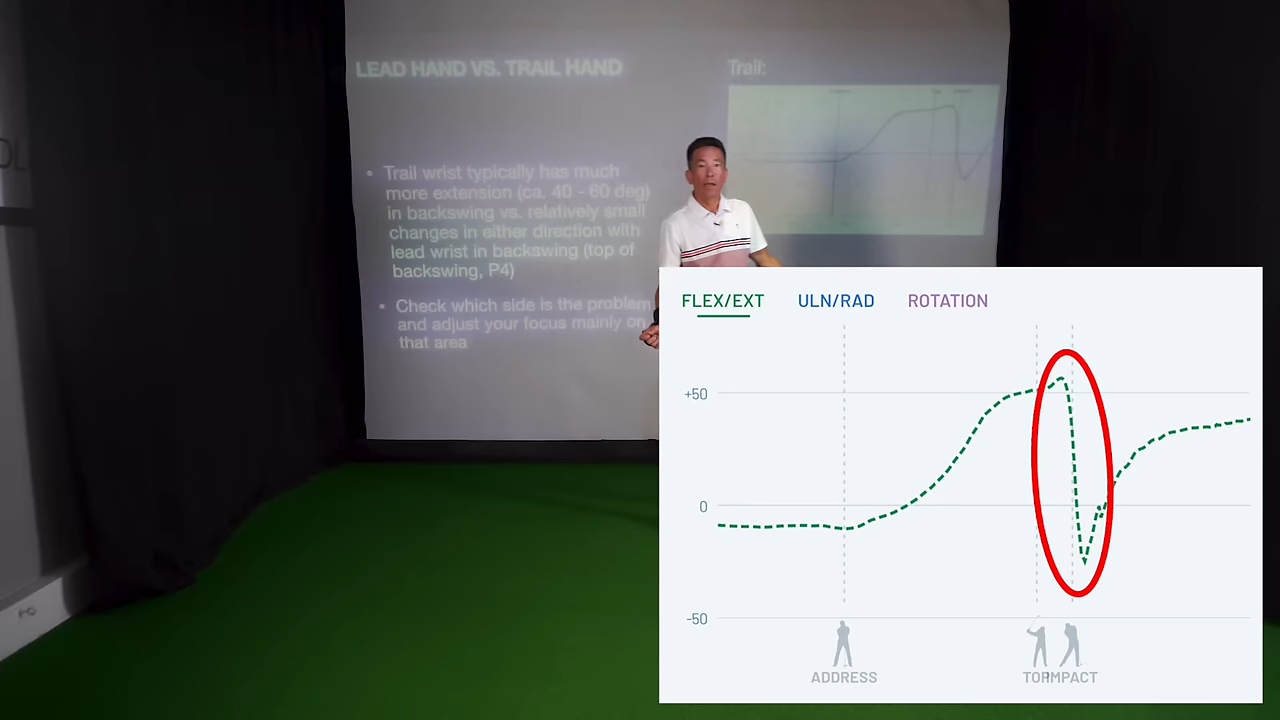 LEAD HAND VS. TRAIL HAND
• Trail wrist typically has much
more extension (ca. 40 - 60 deg)
in backswing vs. relatively small
changes in either direction with
lead wrist in backswing (top of
backswing, P4)
• Check which side is the problem
and adjust your focus mainly on
that area
Trail:
FLEX/EXT ULN/RAD ROTATION
+50
0
-50
ADDRESS TOP IMPACT